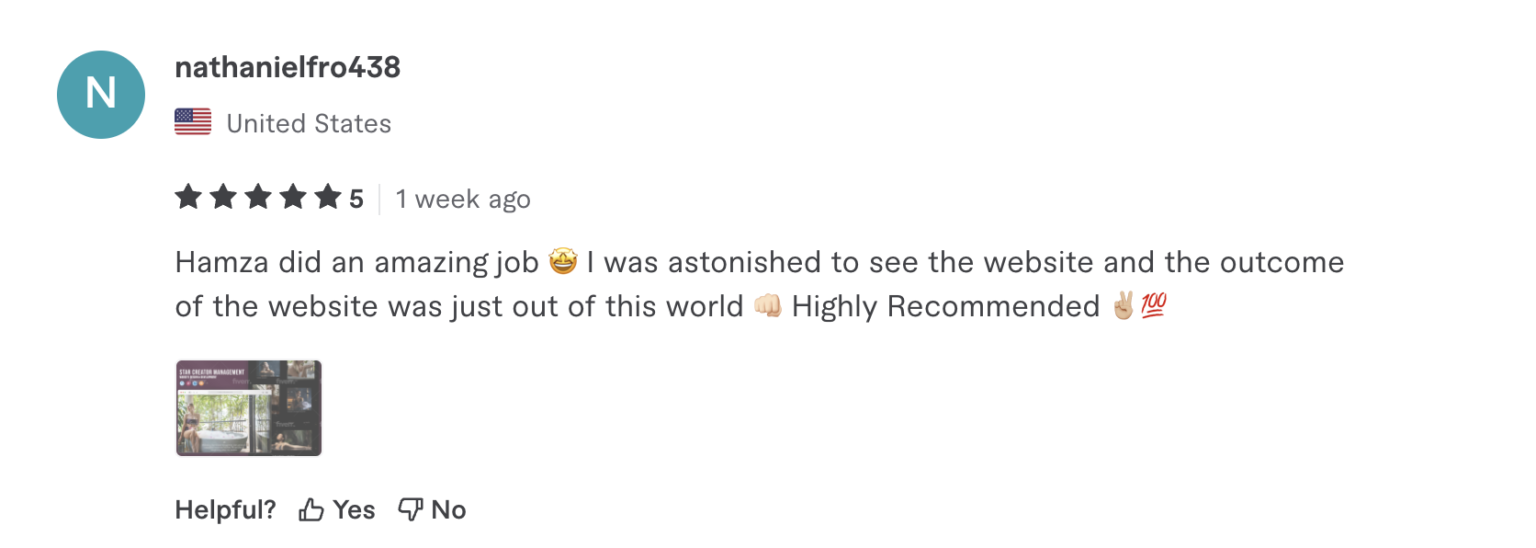 N
nathanielfro438
United States
5 1 week ago
Hamza did an amazing job 🤩 I was astonished to see the website and the outcome
of the website was just out of this world 👊🏻 Highly Recommended ✌🏼💯
STAR CREATOR MANAGEMENT
Helpful? Yes No